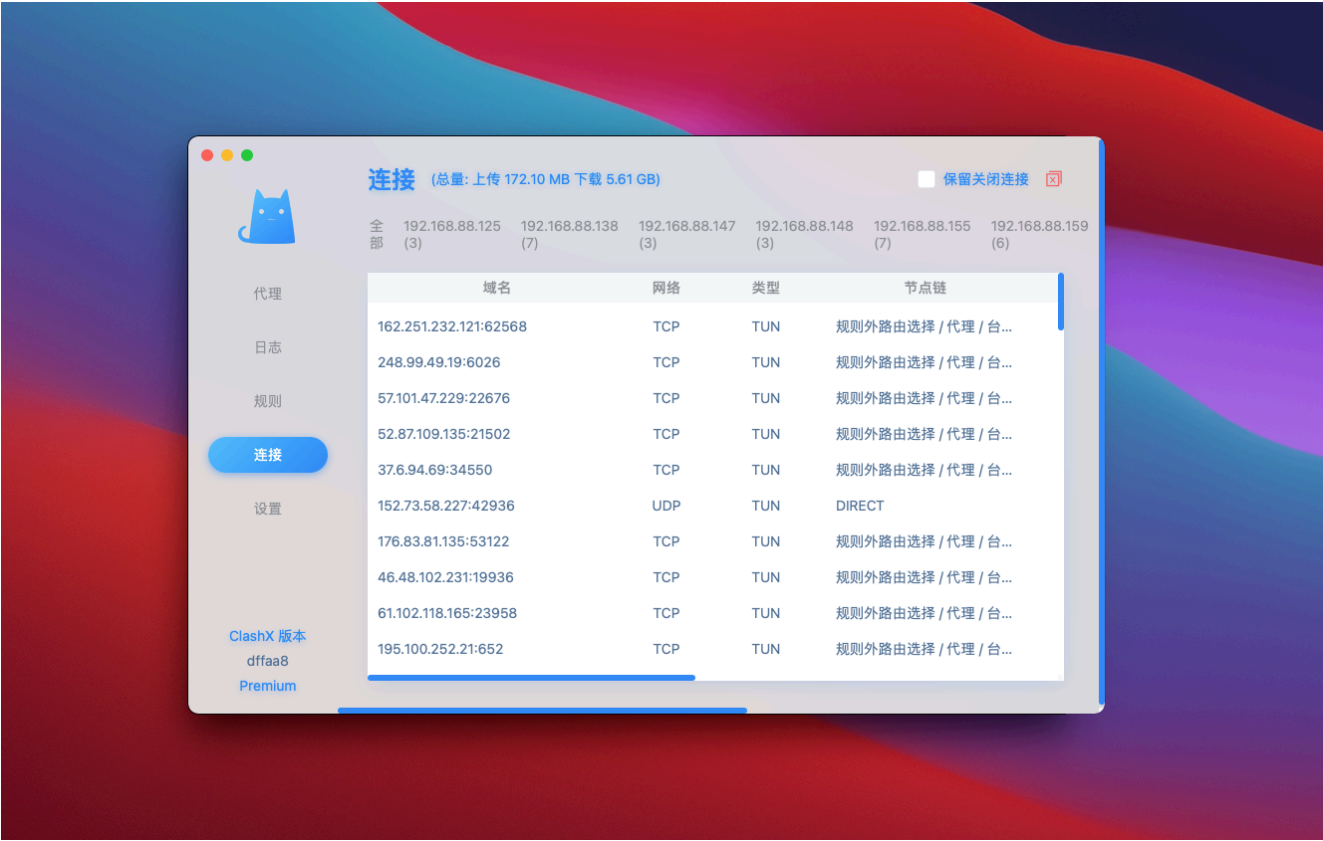 连接 (总量: 上传 172.10 MB 下载 5.61 GB) 保留关闭连接
全部 192.168.88.125 (3) 192.168.88.138 (7) 192.168.88.147 (3) 192.168.88.148 (3) 192.168.88.155 (7) 192.168.88.159 (6)
代理
日志
规则
连接
设置
ClashX 版本
dffaa8
Premium
域名 网络 类型 节点链
162.251.232.121:62568 TCP TUN 规则外路由选择 / 代理 / 台...
248.99.49.19:6026 TCP TUN 规则外路由选择 / 代理 / 台...
57.101.47.229:22676 TCP TUN 规则外路由选择 / 代理 / 台...
52.87.109.135:21502 TCP TUN 规则外路由选择 / 代理 / 台...
37.6.94.69:34550 TCP TUN 规则外路由选择 / 代理 / 台...
152.73.58.227:42936 UDP TUN DIRECT
176.83.81.135:53122 TCP TUN 规则外路由选择 / 代理 / 台...
46.48.102.231:19936 TCP TUN 规则外路由选择 / 代理 / 台...
61.102.118.165:23958 TCP TUN 规则外路由选择 / 代理 / 台...
195.100.252.21:652 TCP TUN 规则外路由选择 / 代理 / 台...